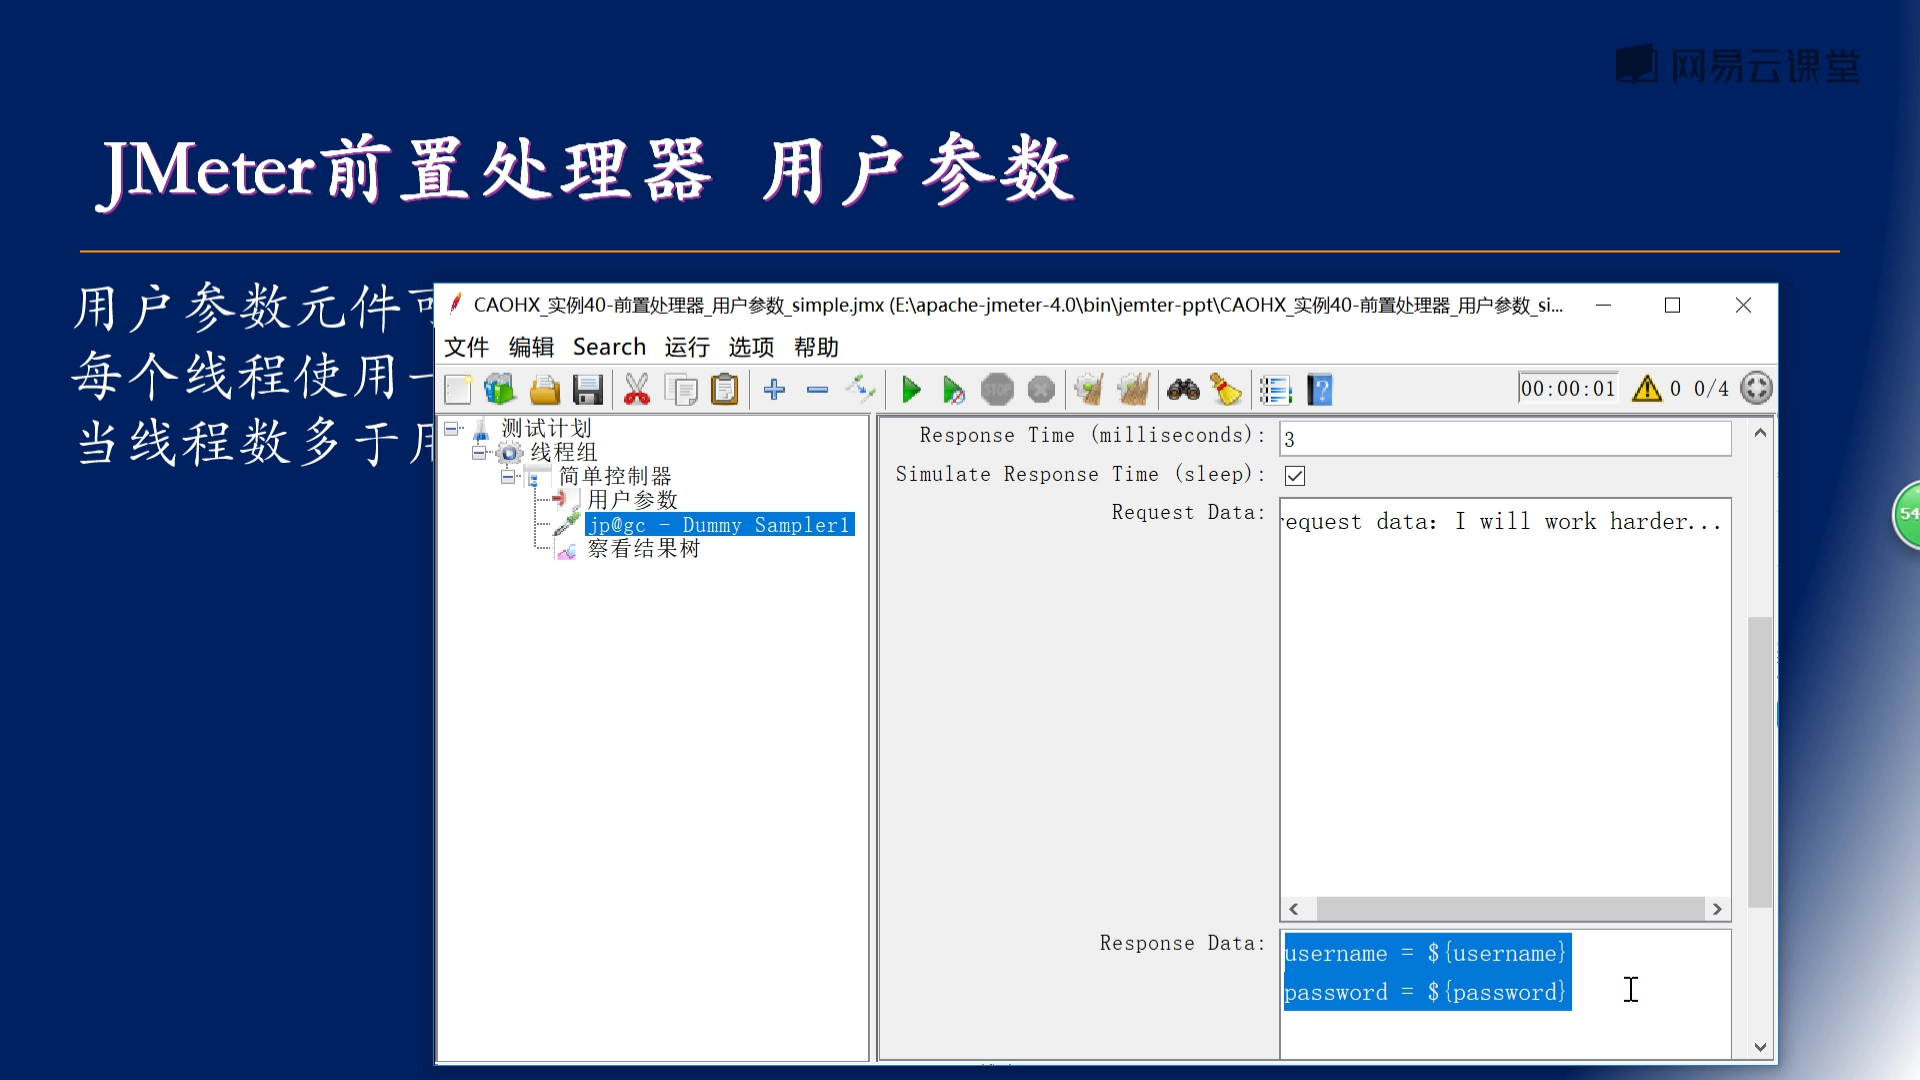 网易云课堂
JMeter前置处理器 用户参数
用户参数元件可
每个线程使用一
当线程数多于用
CAOHX_实例40-前置处理器_用户参数_simple.jmx (E:\apache-jmeter-4.0\bin\jemter-ppt\CAOHX_实例40-前置处理器_用户参数_si...
文件 编辑 Search 运行 选项 帮助
STOP
00:00:01 0 0/4
测试计划
线程组
简单控制器
用户参数
jp@gc - Dummy Sampler1
察看结果树
Response Time (milliseconds): 3
Simulate Response Time (sleep):
Request Data: request data: I will work harder...
Response Data: username = ${username}
password = ${password}
54